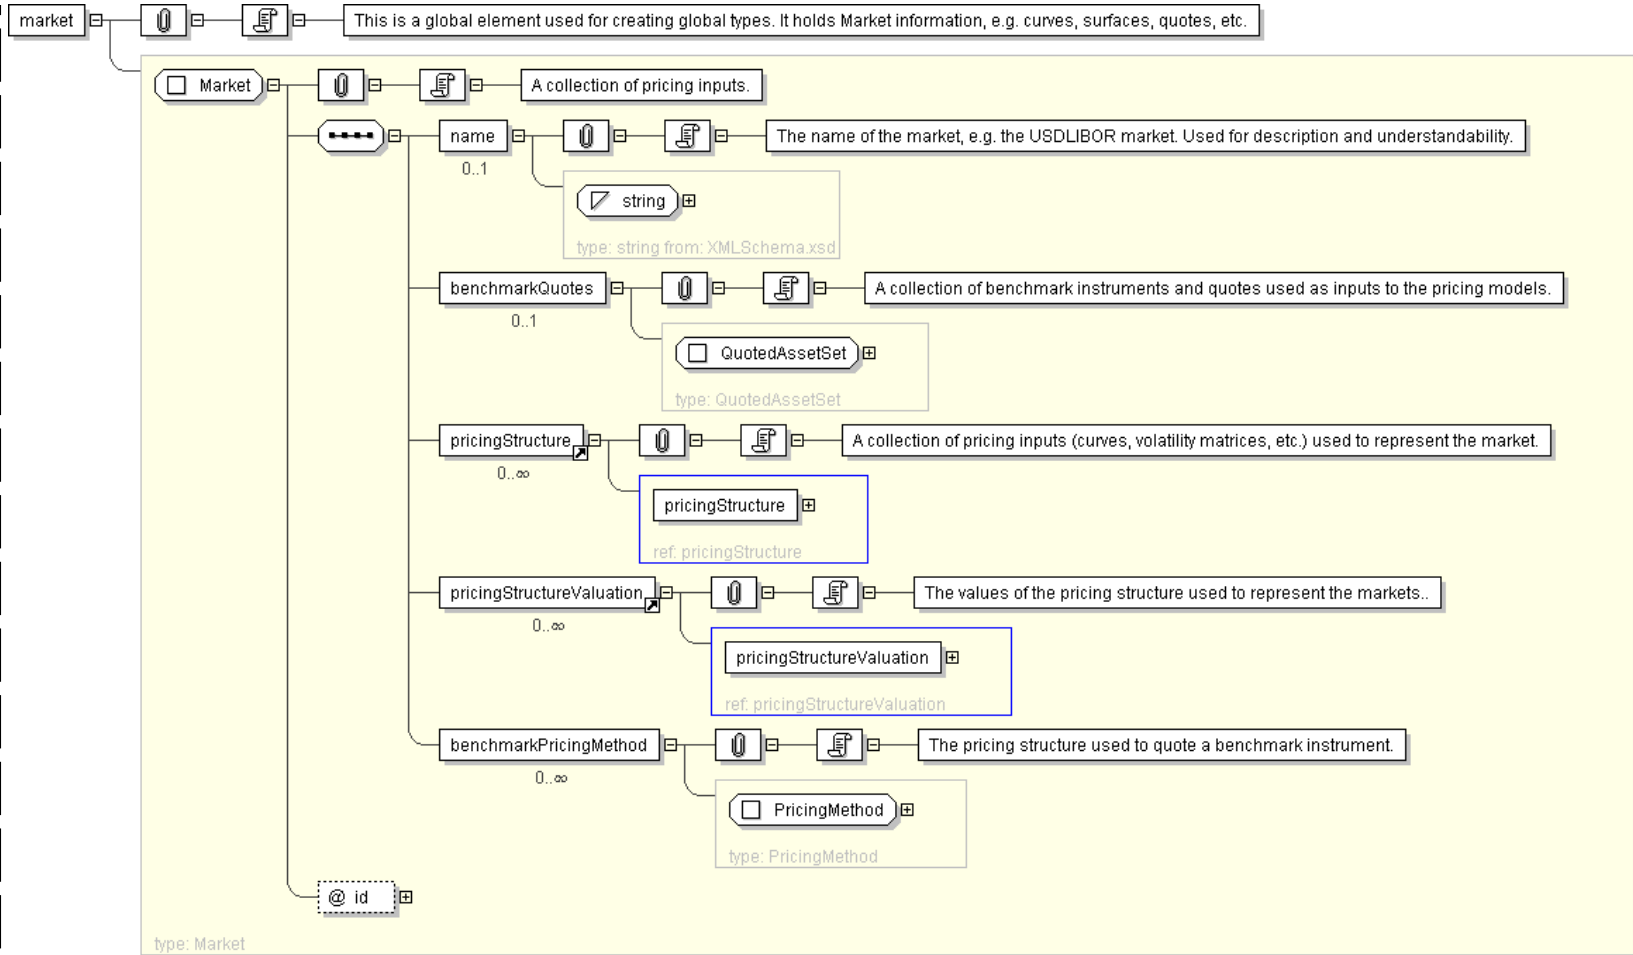 market
This is a global element used for creating global types. It holds Market information, e.g. curves, surfaces, quotes, etc.
Market
A collection of pricing inputs.
name
The name of the market, e.g. the USDLIBOR market. Used for description and understandability.
0..1
string
type: string from: XMLSchema.xsd
benchmarkQuotes
A collection of benchmark instruments and quotes used as inputs to the pricing models.
0..1
QuotedAssetSet
type: QuotedAssetSet
pricingStructure
A collection of pricing inputs (curves, volatility matrices, etc.) used to represent the market.
0..∞
pricingStructure
ref: pricingStructure
pricingStructureValuation
The values of the pricing structure used to represent the markets..
0..∞
pricingStructureValuation
ref: pricingStructureValuation
benchmarkPricingMethod
The pricing structure used to quote a benchmark instrument.
0..∞
PricingMethod
type: PricingMethod
@ id
type: Market